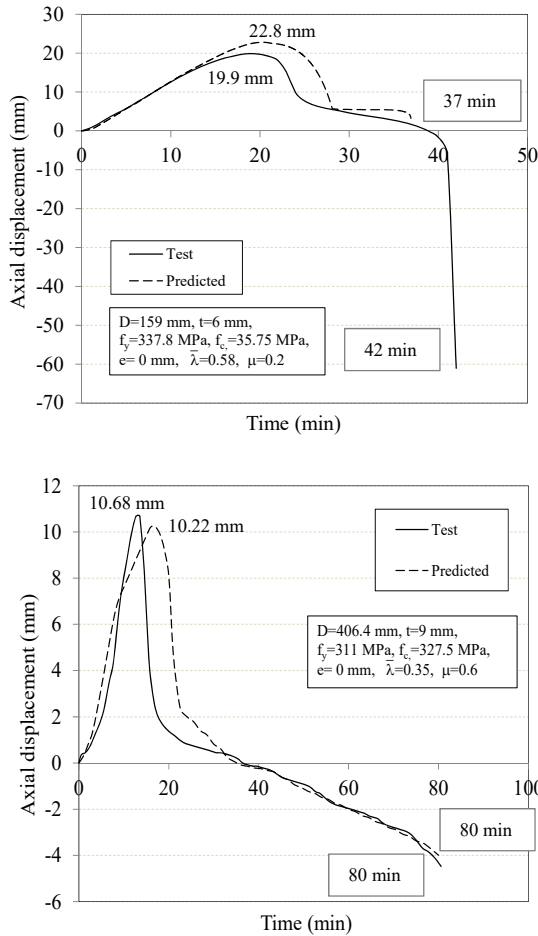 30
22.8 mm
20
19.9 mm
10
37 min
0
0 10 20 30 40 50
-10
-20
-30
-40
-50
-60
-70
Axial displacement (mm)
Test
Predicted
D=159 mm, t=6 mm,
fy=337.8 MPa, fc,=35.75 MPa,
e= 0 mm, λ̅=0.58, μ=0.2
42 min
Time (min)
12
10.68 mm
10
10.22 mm
8
6
4
2
0
0 20 40 60 80 100
-2
-4
-6
Axial displacement (mm)
Test
Predicted
D=406.4 mm, t=9 mm,
fy=311 MPa, fc,=327.5 MPa,
e= 0 mm, λ̅=0.35, μ=0.6
80 min
80 min
Time (min)